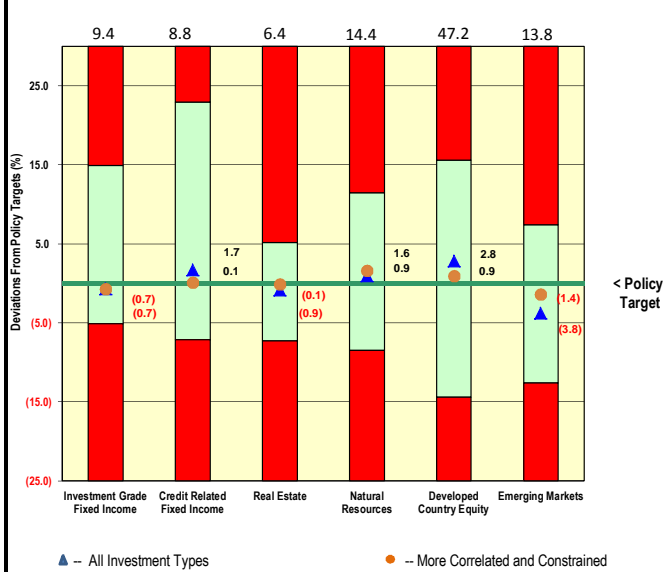 9.4 8.8 6.4 14.4 47.2 13.8
Deviations From Policy Targets (%)
25.0
15.0
5.0
(5.0)
(15.0)
(25.0)
(0.7)
(0.7)
1.7
0.1
(0.1)
(0.9)
1.6
0.9
2.8
0.9
(1.4)
(3.8)
< Policy
Target
Investment Grade
Fixed Income
Credit Related
Fixed Income
Real Estate
Natural
Resources
Developed
Country Equity
Emerging Markets
-- All Investment Types
-- More Correlated and Constrained